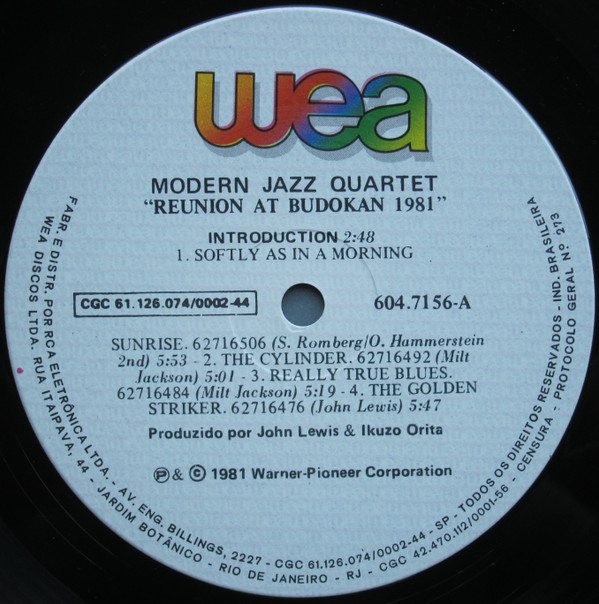 wea
MODERN JAZZ QUARTET
“REUNION AT BUDOKAN 1981”
INTRODUCTION 2:48
1. SOFTLY AS IN A MORNING
CGC 61.126.074/0002-44
604.7156-A
SUNRISE. 62716506 (S. Romberg/O. Hammerstein
2nd) 5:53 - 2. THE CYLINDER. 62716492 (Milt
Jackson) 5:01 - 3. REALLY TRUE BLUES.
62716484 (Milt Jackson) 5:19 - 4. THE GOLDEN
STRIKER. 62716476 (John Lewis) 5:47
Produzido por John Lewis & Ikuzo Orita
℗ & © 1981 Warner-Pioneer Corporation
FABR. E DISTR. POR RCA ELETRÔNICA LTDA. - AV. ENG. BILLINGS, 2227 - CGC 61.126.074/0002-44 - SP - TODOS OS DIREITOS RESERVADOS - IND. BRASILEIRA
WEA DISCOS LTDA. RUA ITAIPAVA, 44 - JARDIM BOTÂNICO - RIO DE JANEIRO - RJ - CGC 42.470.112/0001-56 - CENSURA - PROTOCOLO GERAL Nº 273